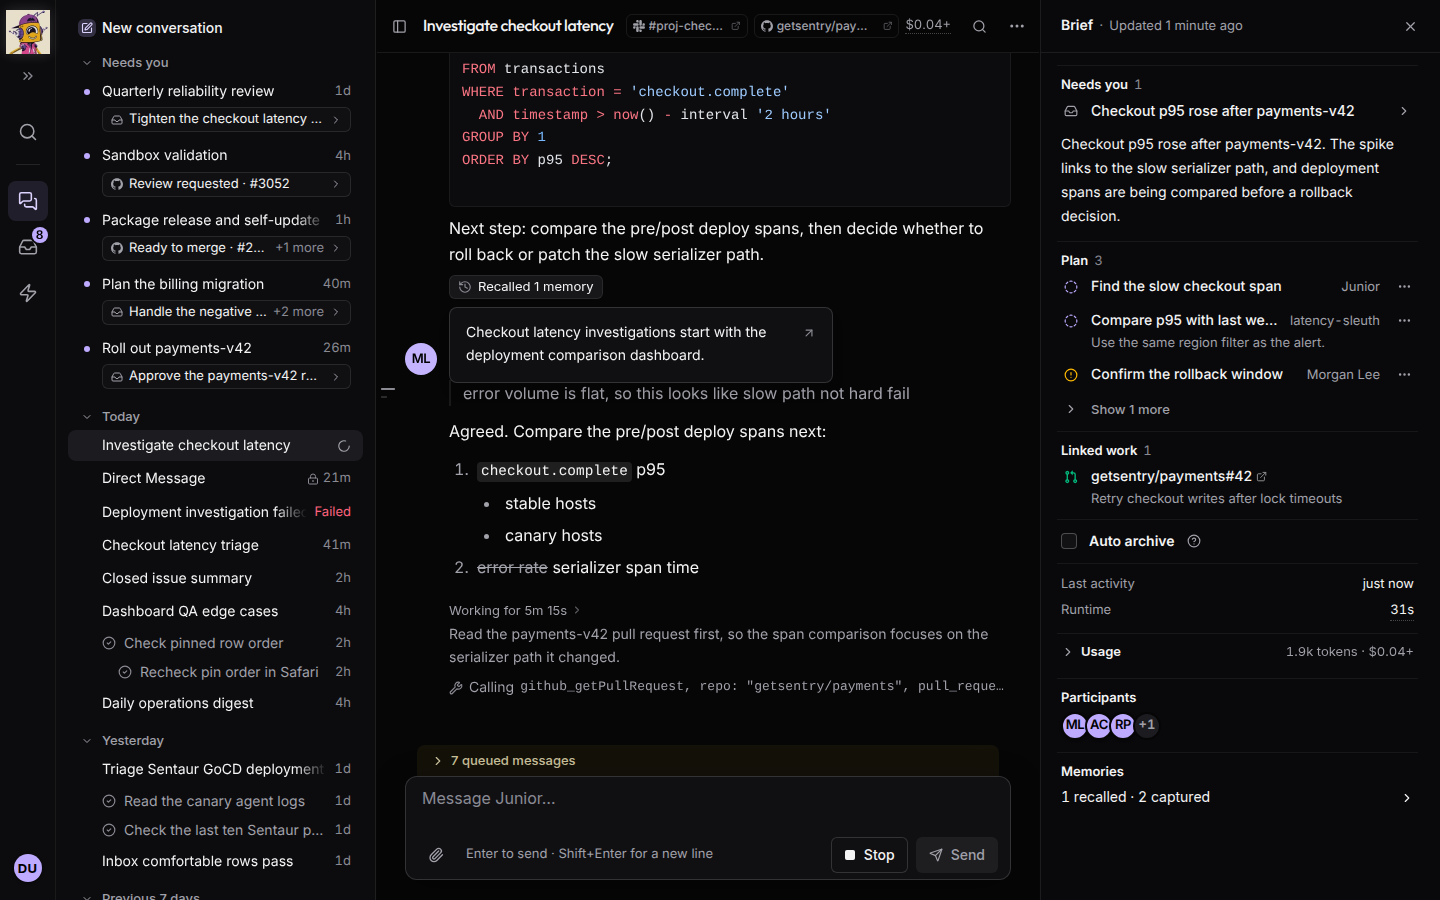 New conversation
Needs you
Quarterly reliability review 1d
Tighten the checkout latency ...
Sandbox validation 4h
Review requested · #3052
Package release and self-update 1h
Ready to merge · #2... +1 more
8
Plan the billing migration 40m
Handle the negative ... +2 more
Roll out payments-v42 26m
Approve the payments-v42 r...
Today
Investigate checkout latency
Direct Message 21m
Deployment investigation failed Failed
Checkout latency triage 41m
Closed issue summary 2h
Dashboard QA edge cases 4h
Check pinned row order 2h
Recheck pin order in Safari 2h
Daily operations digest 4h
Yesterday
Triage Sentaur GoCD deployment 1d
Read the canary agent logs 1d
Check the last ten Sentaur p... 1d
Inbox comfortable rows pass 1d
Previous 7 days
DU
Investigate checkout latency #proj-chec... getsentry/pay... $0.04+
FROM transactions
WHERE transaction = 'checkout.complete'
AND timestamp > now() - interval '2 hours'
GROUP BY 1
ORDER BY p95 DESC;
Next step: compare the pre/post deploy spans, then decide whether to
roll back or patch the slow serializer path.
Recalled 1 memory
Checkout latency investigations start with the
deployment comparison dashboard.
ML
error volume is flat, so this looks like slow path not hard fail
Agreed. Compare the pre/post deploy spans next:
1. checkout.complete p95
• stable hosts
• canary hosts
2. error rate serializer span time
Working for 5m 15s
Read the payments-v42 pull request first, so the span comparison focuses on the
serializer path it changed.
Calling github_getPullRequest, repo: "getsentry/payments", pull_reque...
7 queued messages
Message Junior...
Enter to send · Shift+Enter for a new line
Stop
Send
Brief · Updated 1 minute ago
Needs you 1
Checkout p95 rose after payments-v42
Checkout p95 rose after payments-v42. The spike
links to the slow serializer path, and deployment
spans are being compared before a rollback
decision.
Plan 3
Find the slow checkout span Junior
Compare p95 with last we... latency-sleuth
Use the same region filter as the alert.
Confirm the rollback window Morgan Lee
Show 1 more
Linked work 1
getsentry/payments#42
Retry checkout writes after lock timeouts
Auto archive
Last activity just now
Runtime 31s
Usage 1.9k tokens · $0.04+
Participants
ML AC RP +1
Memories
1 recalled · 2 captured